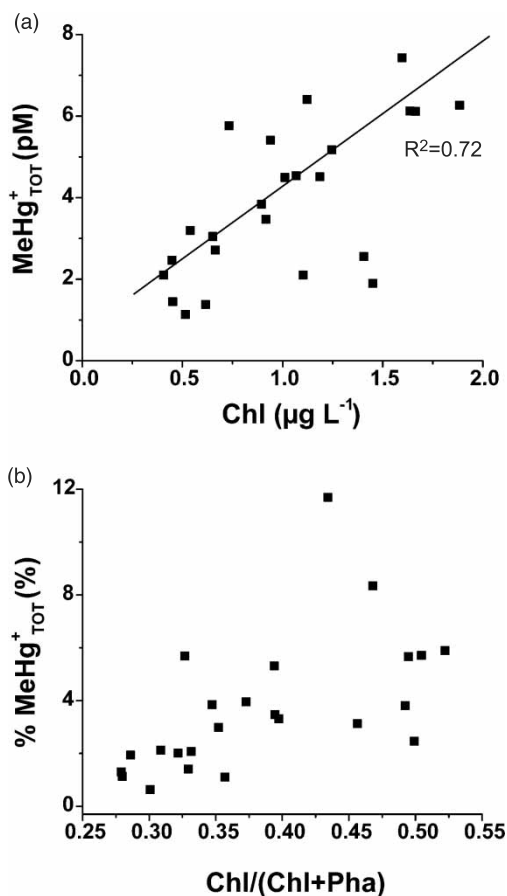 (a)
8
6
4
2
0
MeHg⁺TOT (pM)
R²=0.72
0.0 0.5 1.0 1.5 2.0
Chl (µg L⁻¹)
(b)
12
8
4
0
% MeHg⁺TOT (%)
0.25 0.30 0.35 0.40 0.45 0.50 0.55
Chl/(Chl+Pha)